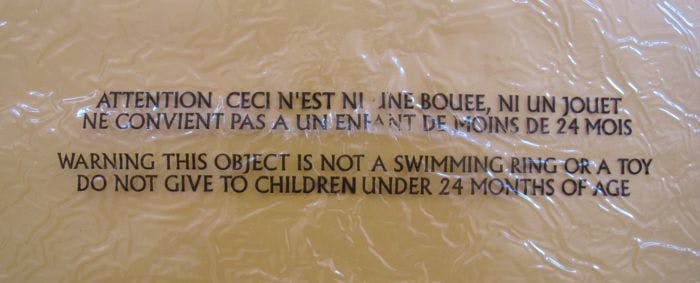 ATTENTION CECI N'EST NI UNE BOUEE, NI UN JOUET
NE CONVIENT PAS A UN ENFANT DE MOINS DE 24 MOIS
WARNING THIS OBJECT IS NOT A SWIMMING RING OR A TOY
DO NOT GIVE TO CHILDREN UNDER 24 MONTHS OF AGE